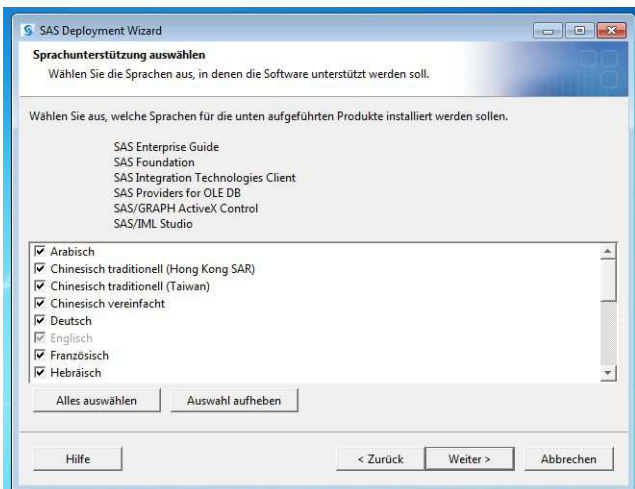 SAS Deployment Wizard
Sprachunterstützung auswählen
Wählen Sie die Sprachen aus, in denen die Software unterstützt werden soll.
Wählen Sie aus, welche Sprachen für die unten aufgeführten Produkte installiert werden sollen.
SAS Enterprise Guide
SAS Foundation
SAS Integration Technologies Client
SAS Providers for OLE DB
SAS/GRAPH ActiveX Control
SAS/IML Studio
Arabisch
Chinesisch traditionell (Hong Kong SAR)
Chinesisch traditionell (Taiwan)
Chinesisch vereinfacht
Deutsch
Englisch
Französisch
Hebräisch
Alles auswählen Auswahl aufheben
Hilfe < Zurück Weiter > Abbrechen